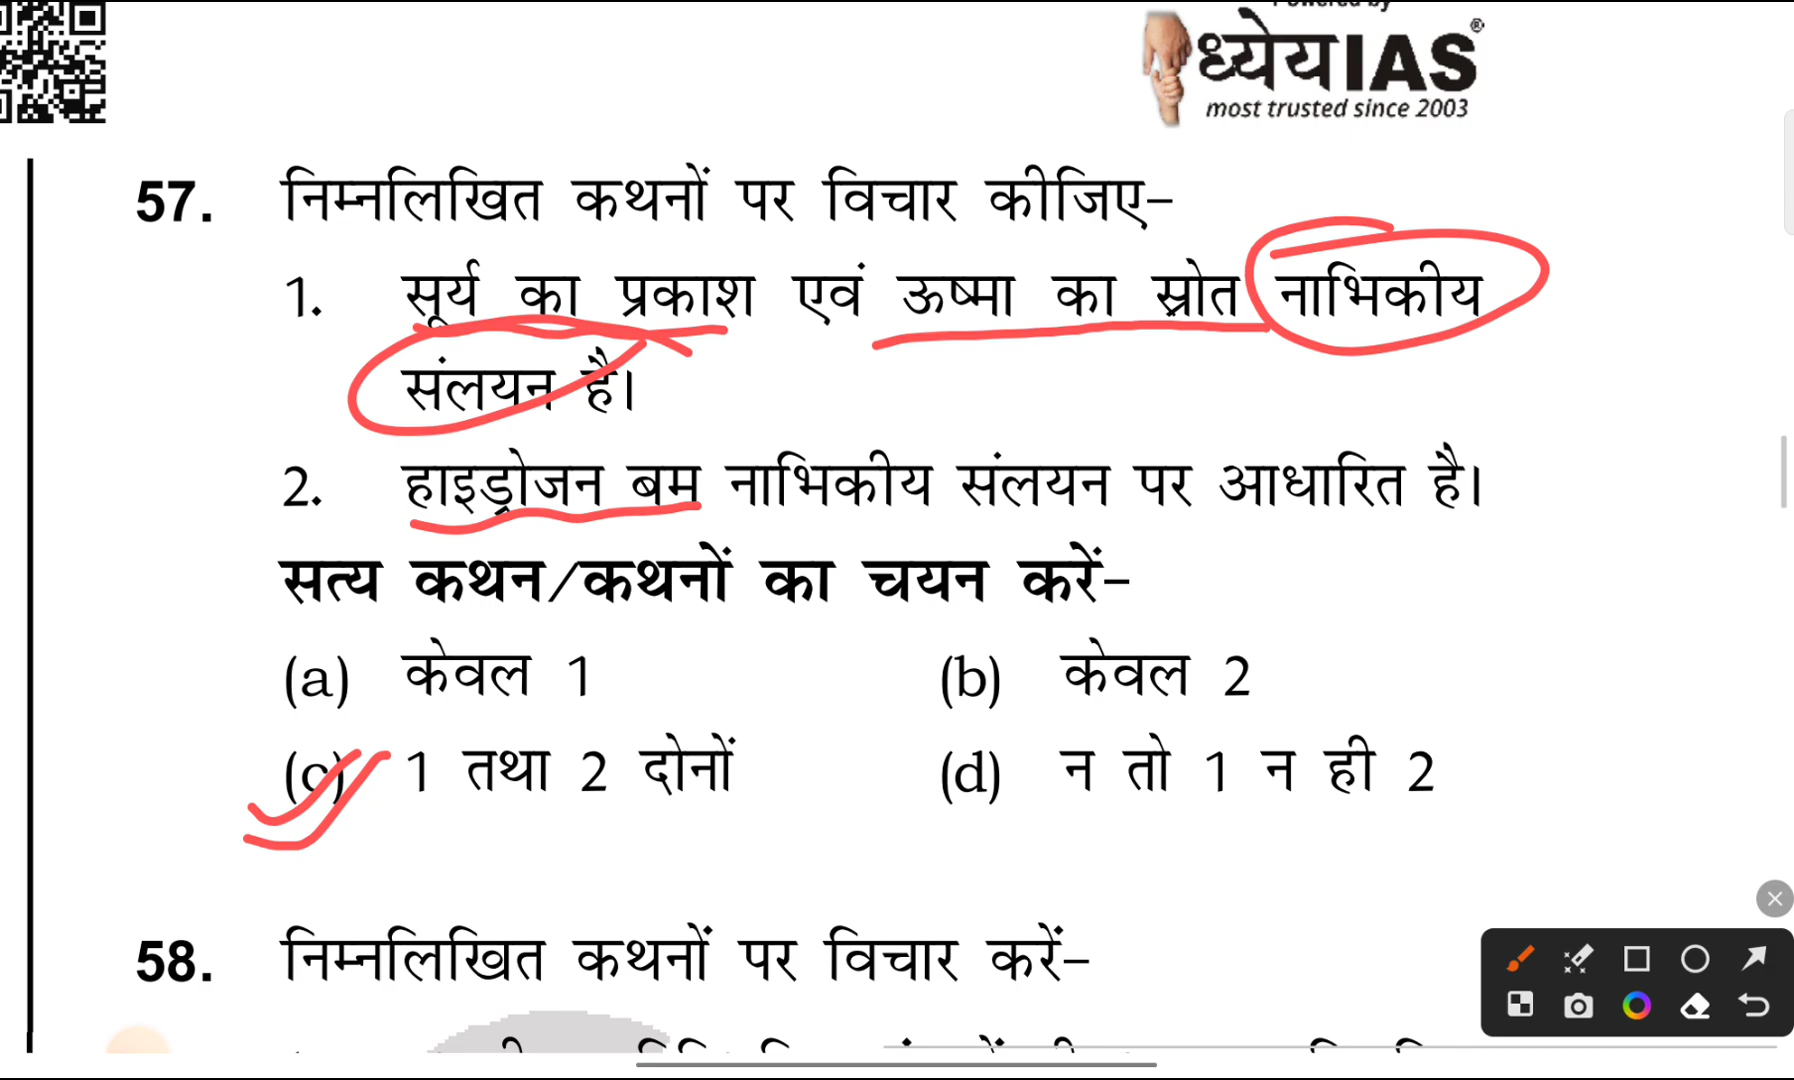 Powered by
ध्येयIAS®
most trusted since 2003
57. निम्नलिखित कथनों पर विचार कीजिए–
1. सूर्य का प्रकाश एवं ऊष्मा का स्रोत नाभिकीय
संलयन है।
2. हाइड्रोजन बम नाभिकीय संलयन पर आधारित है।
सत्य कथन/कथनों का चयन करें–
(a) केवल 1 (b) केवल 2
(c) 1 तथा 2 दोनों (d) न तो 1 न ही 2
58. निम्नलिखित कथनों पर विचार करें–